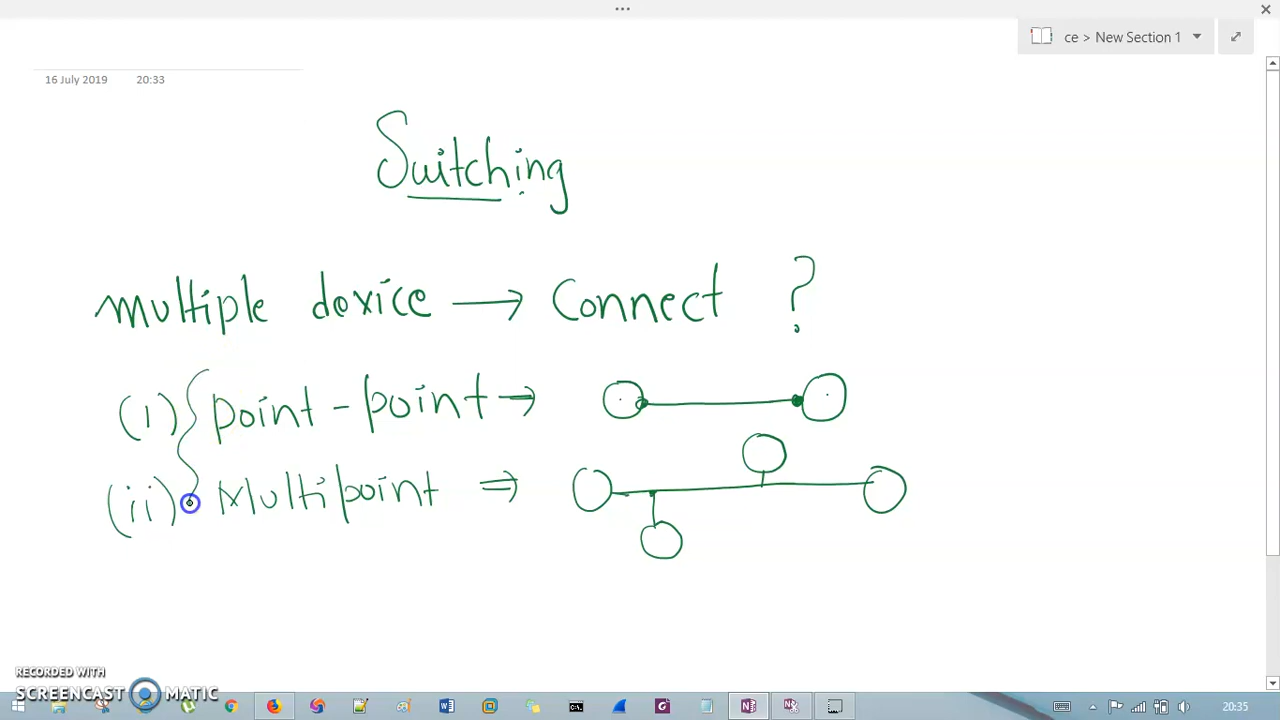 ce > New Section 1
16 July 2019 20:33
Switching
multiple device → Connect ?
(i) point - point →
(ii) Multipoint ⇒
RECORDED WITH
SCREENCAST MATIC
20:35